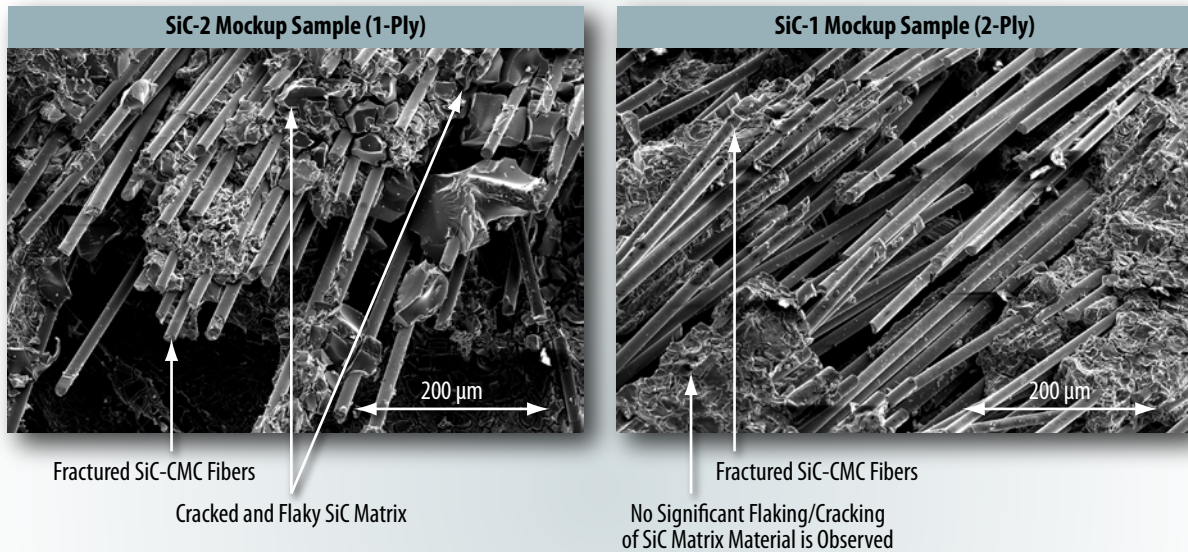 SiC-2 Mockup Sample (1-Ply)
SiC-1 Mockup Sample (2-Ply)
200 µm
200 µm
Fractured SiC-CMC Fibers
Cracked and Flaky SiC Matrix
Fractured SiC-CMC Fibers
No Significant Flaking/Cracking
of SiC Matrix Material is Observed